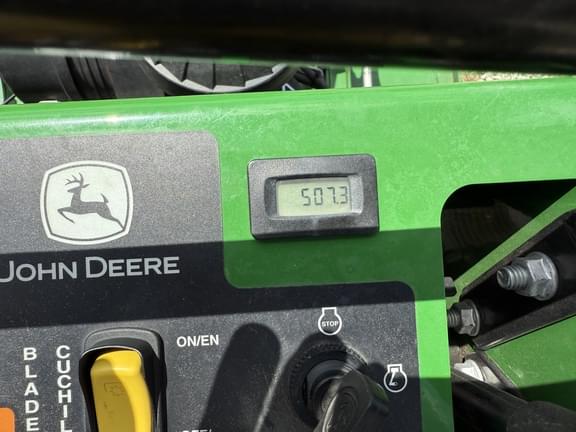 507.3
JOHN DEERE
STOP
ON/EN
BLADE
CUCHIL